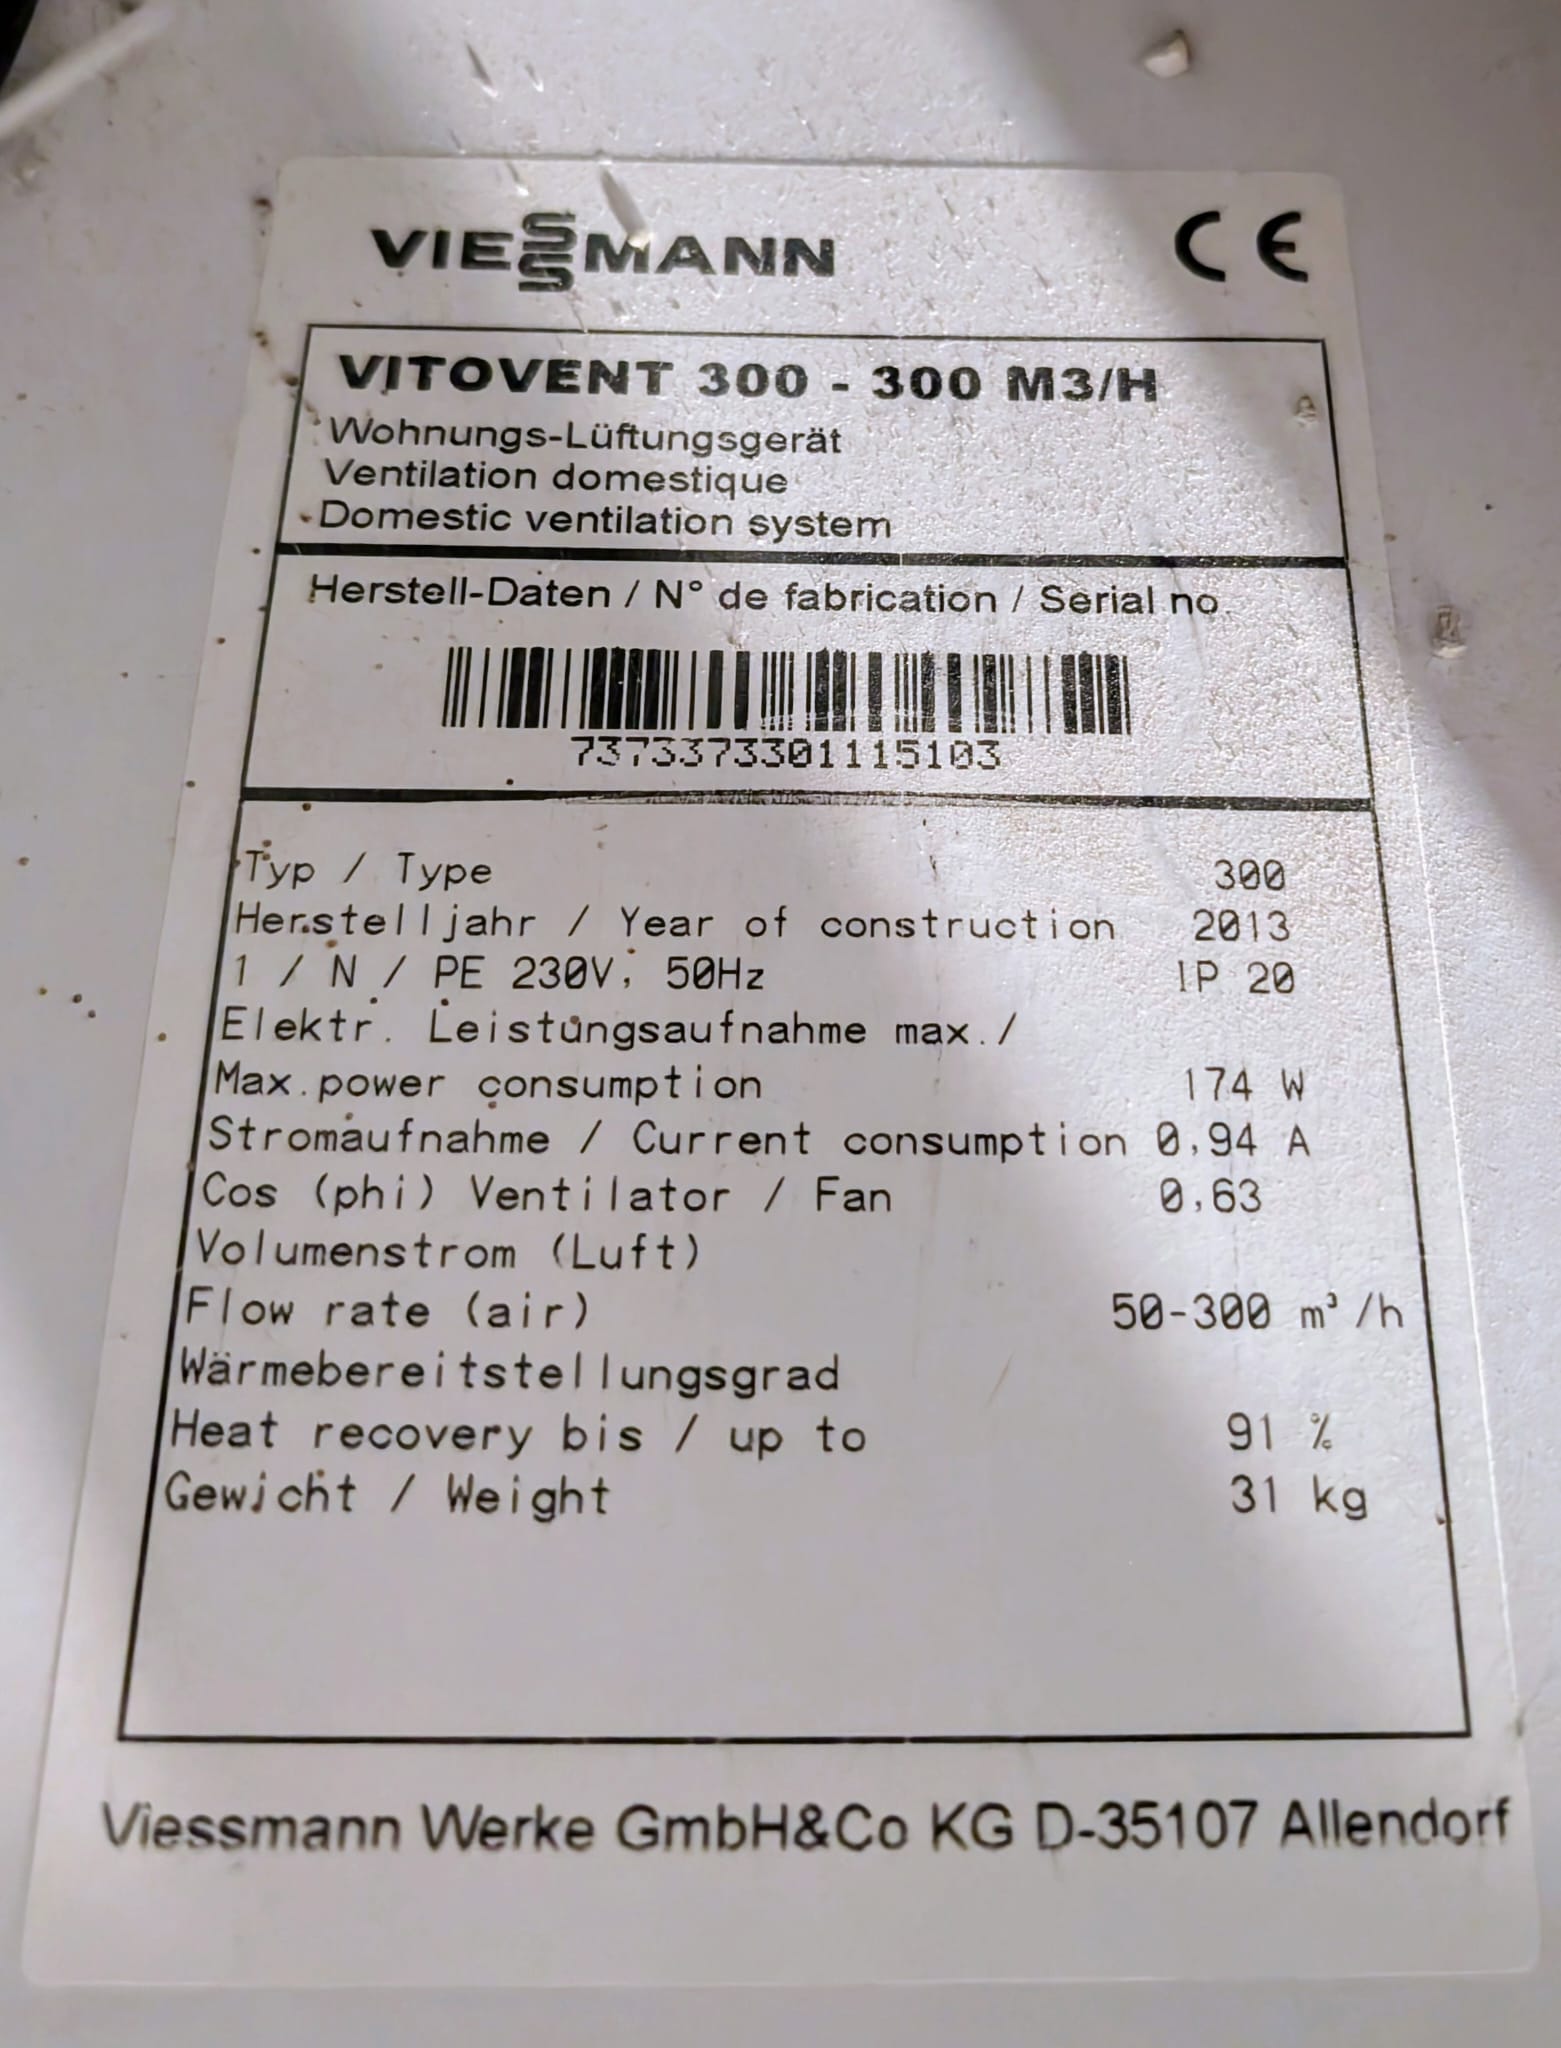 VIESSMANN
CE
VITOVENT 300 - 300 M3/H
Wohnungs-Lüftungsgerät
Ventilation domestique
Domestic ventilation system
Herstell-Daten / N° de fabrication / Serial no.
7373373301115103
Typ / Type 300
Herstelljahr / Year of construction 2013
1 / N / PE 230V, 50Hz IP 20
Elektr. Leistungsaufnahme max./
Max.power consumption 174 W
Stromaufnahme / Current consumption 0,94 A
Cos (phi) Ventilator / Fan 0,63
Volumenstrom (Luft)
Flow rate (air) 50-300 m³/h
Wärmebereitstellungsgrad
Heat recovery bis / up to 91 %
Gewicht / Weight 31 kg
Viessmann Werke GmbH&Co KG D-35107 Allendorf